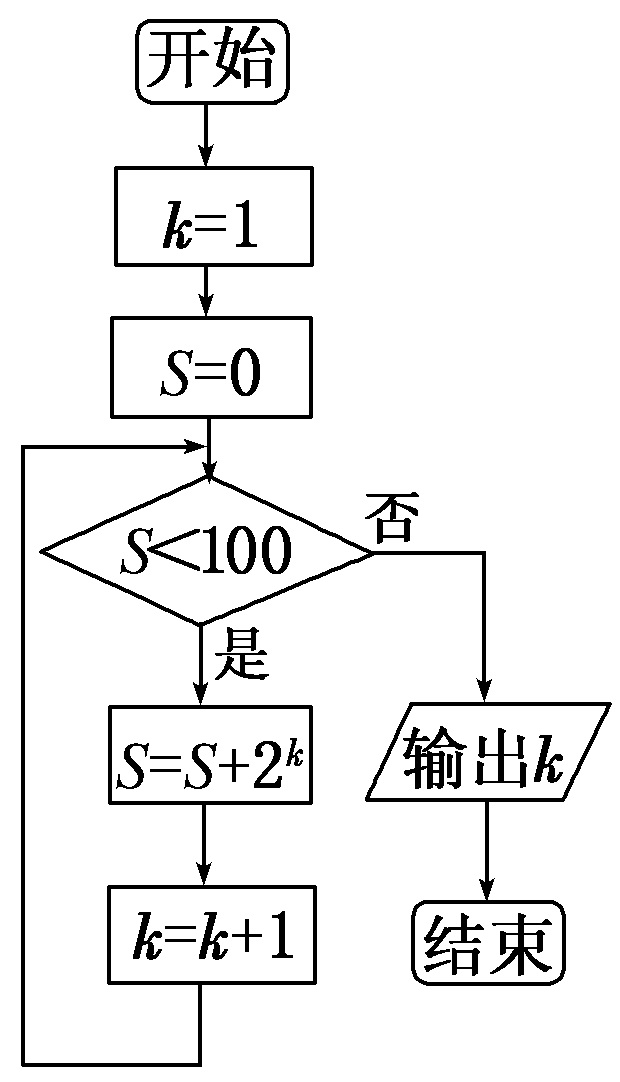 开始
k=1
S=0
S<100
否
是
S=S+2^k
输出k
k=k+1
结束